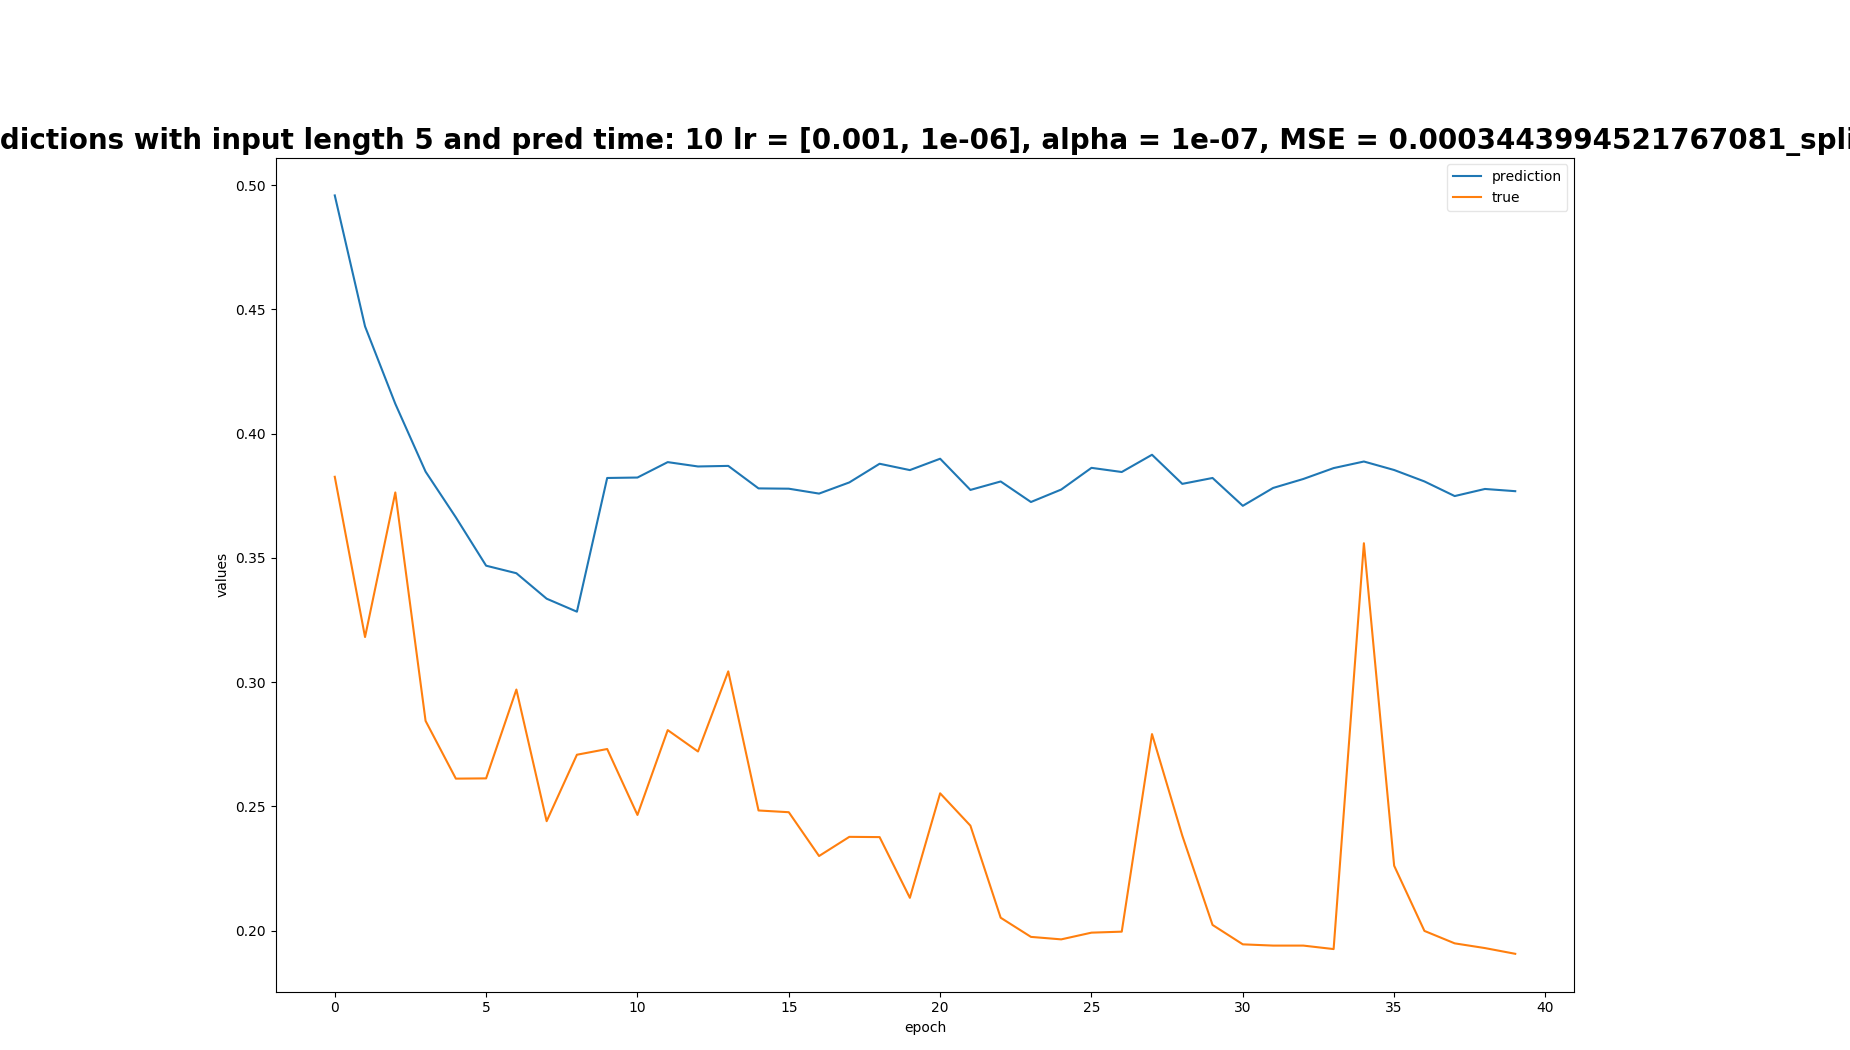 dictions with input length 5 and pred time: 10 lr = [0.001, 1e-06], alpha = 1e-07, MSE = 0.0003443994521767081_spli
prediction
true
0.50
0.45
0.40
0.35
0.30
0.25
0.20
values
0 5 10 15 20 25 30 35 40
epoch